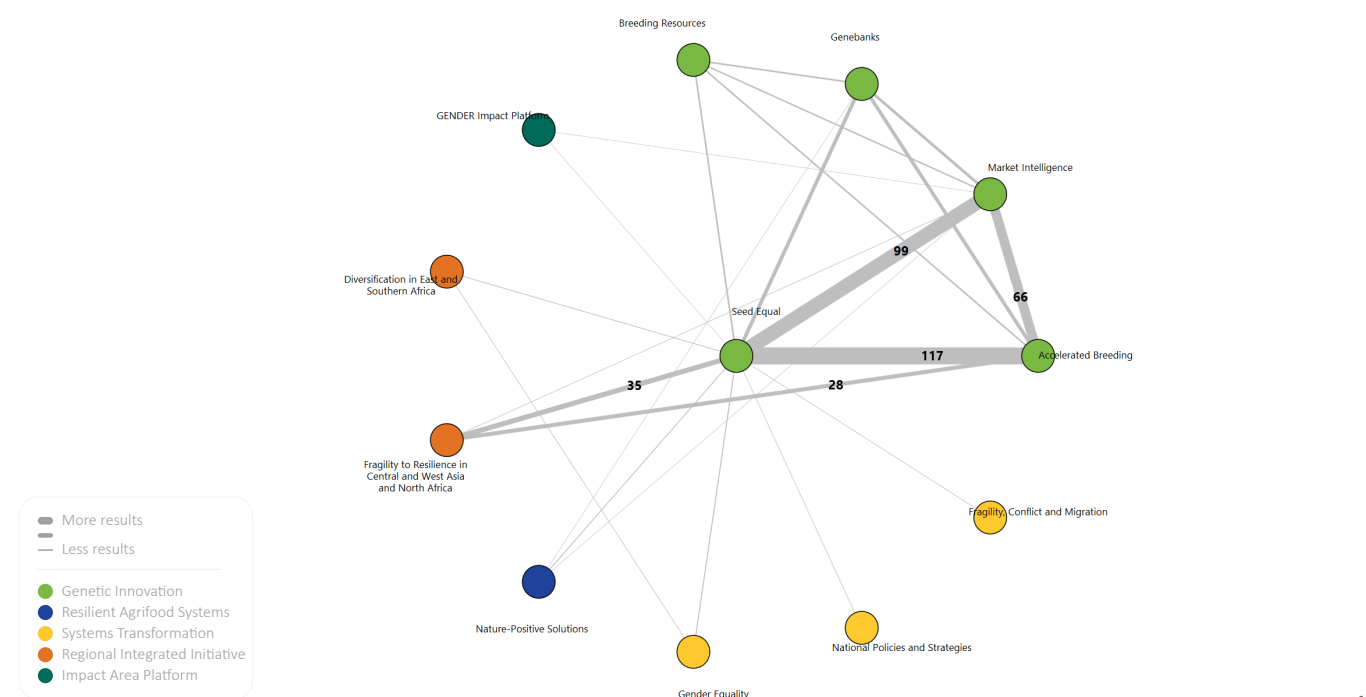 Breeding Resources
Genebanks
GENDER Impact Platform
Market Intelligence
Diversification in East and
Southern Africa
99
66
Seed Equal
117
Accelerated Breeding
35
28
Fragility to Resilience in
Central and West Asia
and North Africa
Fragility, Conflict and Migration
Nature-Positive Solutions
National Policies and Strategies
Gender Equality
More results
Less results
Genetic Innovation
Resilient Agrifood Systems
Systems Transformation
Regional Integrated Initiative
Impact Area Platform